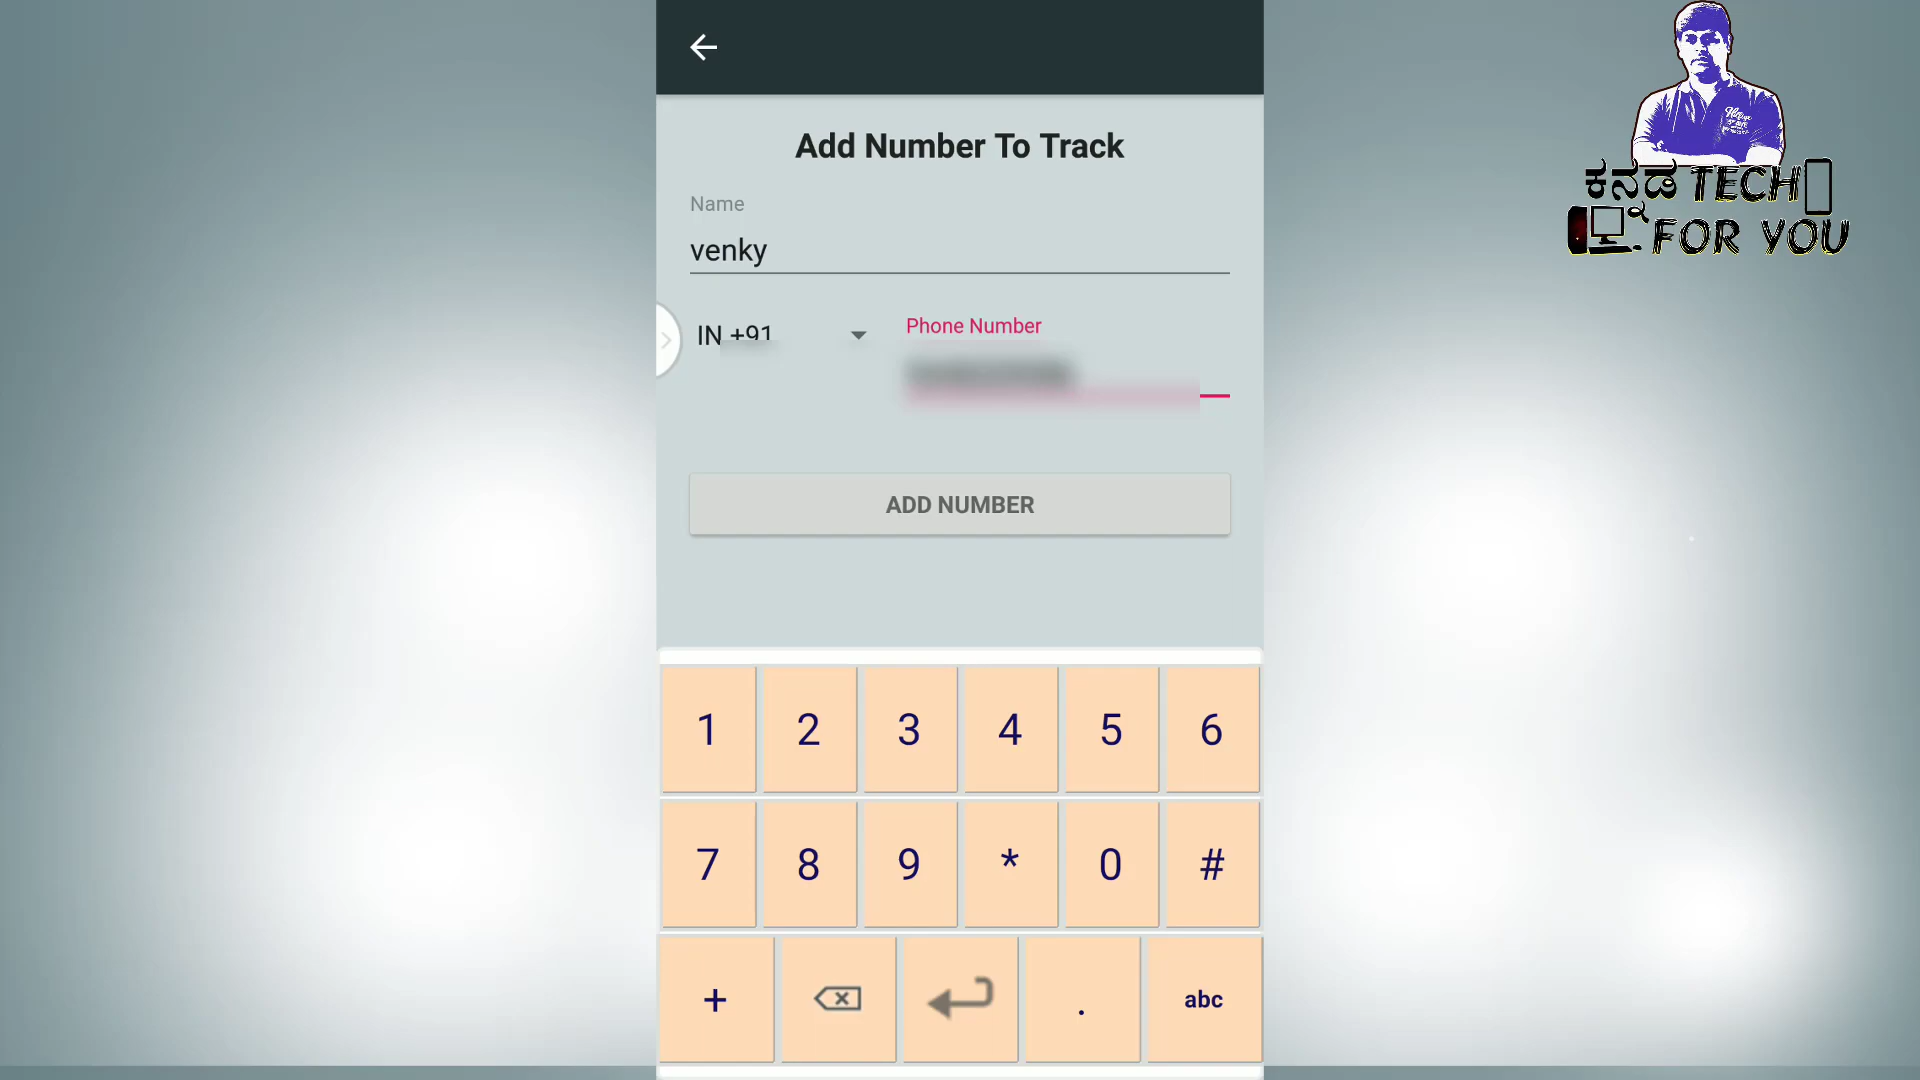 Add Number To Track
Name
venky
IN +91
Phone Number
ADD NUMBER
1 2 3 4 5 6
7 8 9 * 0 #
+ . abc
ಕನ್ನಡ TECH
FOR YOU